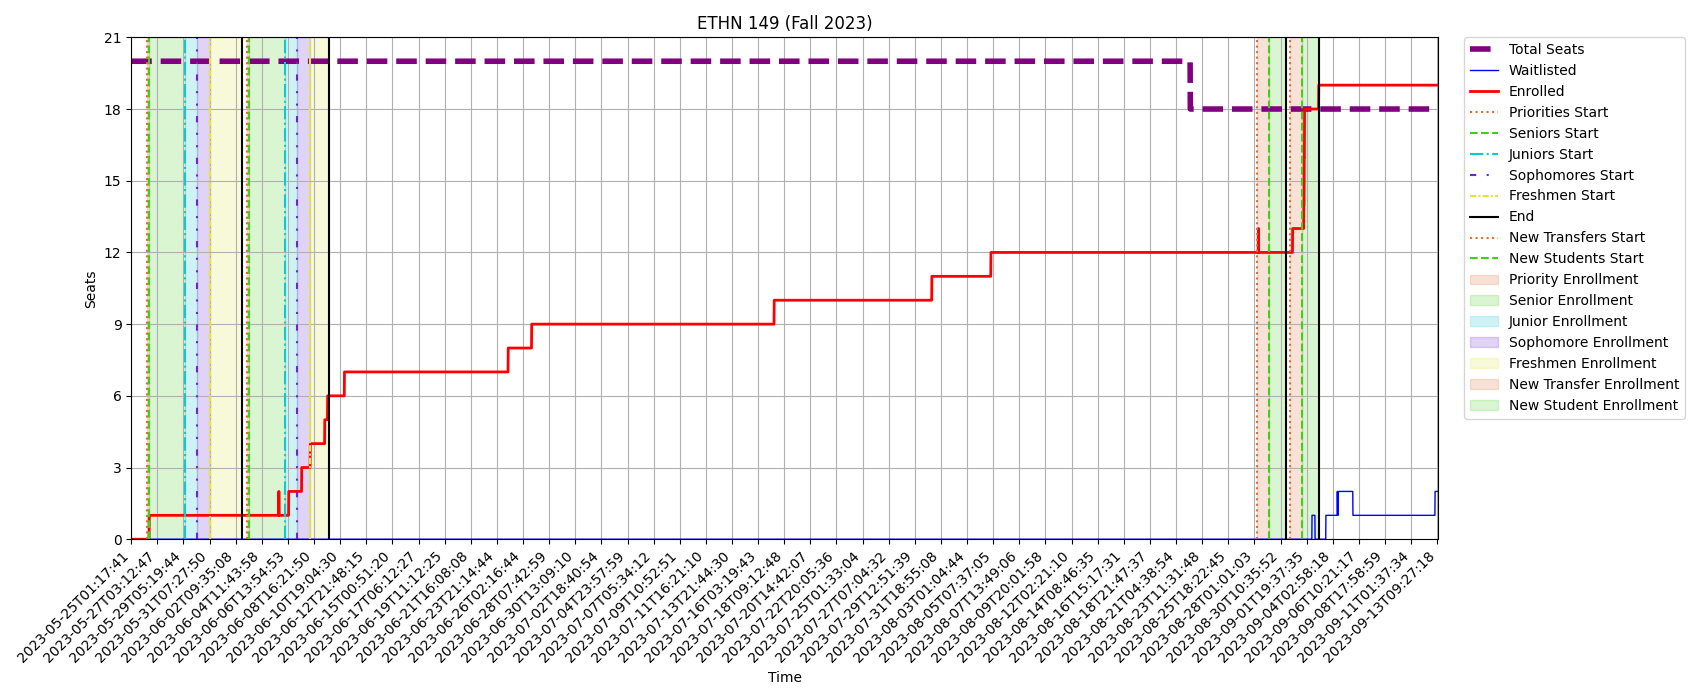 ETHN 149 (Fall 2023)
Seats
21
18
15
12
9
6
3
0
2023-05-25T01:17:41
2023-05-27T03:12:47
2023-05-29T05:19:44
2023-05-31T07:27:50
2023-06-02T09:35:08
2023-06-04T11:43:58
2023-06-06T13:54:53
2023-06-08T16:21:50
2023-06-10T19:04:30
2023-06-12T21:48:15
2023-06-15T00:51:20
2023-06-17T06:12:27
2023-06-19T11:12:25
2023-06-21T16:08:08
2023-06-23T21:14:44
2023-06-26T02:16:44
2023-06-28T07:42:59
2023-06-30T13:09:10
2023-07-02T18:40:54
2023-07-04T23:57:59
2023-07-07T05:34:12
2023-07-09T10:52:51
2023-07-11T16:21:10
2023-07-13T21:44:30
2023-07-16T03:19:43
2023-07-18T09:12:48
2023-07-20T14:42:07
2023-07-22T20:05:36
2023-07-25T01:33:04
2023-07-27T07:04:32
2023-07-29T12:51:39
2023-07-31T18:55:08
2023-08-03T01:04:44
2023-08-05T07:37:05
2023-08-07T13:49:06
2023-08-09T20:01:58
2023-08-12T02:21:10
2023-08-14T08:46:35
2023-08-16T15:17:31
2023-08-18T21:47:37
2023-08-21T04:38:54
2023-08-23T11:31:48
2023-08-25T18:22:45
2023-08-28T01:01:03
2023-08-30T10:35:52
2023-09-01T19:37:35
2023-09-04T02:58:18
2023-09-06T10:21:17
2023-09-08T17:58:59
2023-09-11T01:37:34
2023-09-13T09:27:18
Time
Total Seats
Waitlisted
Enrolled
Priorities Start
Seniors Start
Juniors Start
Sophomores Start
Freshmen Start
End
New Transfers Start
New Students Start
Priority Enrollment
Senior Enrollment
Junior Enrollment
Sophomore Enrollment
Freshmen Enrollment
New Transfer Enrollment
New Student Enrollment